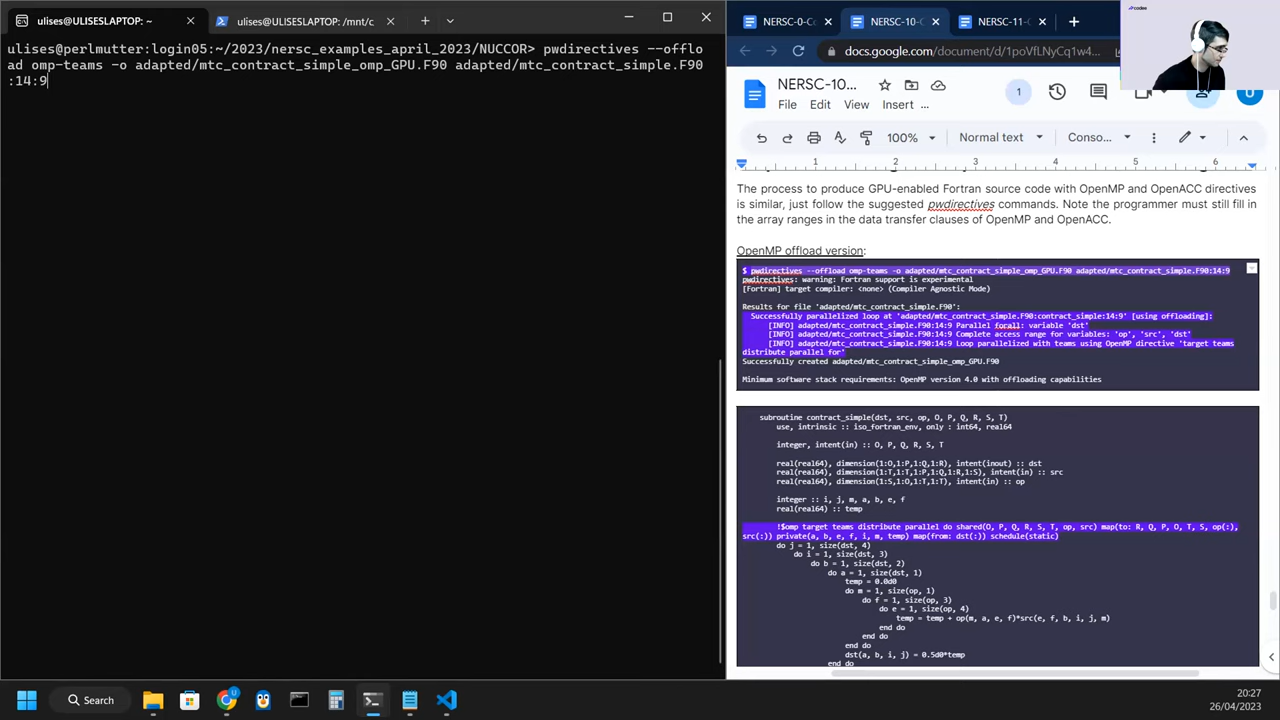 ulises@ULISESLAPTOP: ~
ulises@ULISESLAPTOP: /mnt/c
ulises@perlmutter:login05:~/2023/nersc_examples_april_2023/NUCCOR> pwdirectives --offlo
ad omp-teams -o adapted/mtc_contract_simple_omp_GPU.F90 adapted/mtc_contract_simple.F90
:14:9
NERSC-0-C
NERSC-10-
NERSC-11-
docs.google.com/document/d/1poVfLNyCq1w4...
codee
NERSC-10...
File Edit View Insert ...
1
U
100%
Normal text
Conso...
1 2 3 4 5 6
The process to produce GPU-enabled Fortran source code with OpenMP and OpenACC directives
is similar, just follow the suggested pwdirectives commands. Note the programmer must still fill in
the array ranges in the data transfer clauses of OpenMP and OpenACC.
OpenMP offload version:
$ pwdirectives --offload omp-teams -o adapted/mtc_contract_simple_omp_GPU.F90 adapted/mtc_contract_simple.F90:14:9
pwdirectives: warning: Fortran support is experimental
[Fortran] target compiler: <none> (Compiler Agnostic Mode)
Results for file 'adapted/mtc_contract_simple.F90':
Successfully parallelized loop at 'adapted/mtc_contract_simple.F90:contract_simple:14:9' [using offloading]:
[INFO] adapted/mtc_contract_simple.F90:14:9 Parallel forall: variable 'dst'
[INFO] adapted/mtc_contract_simple.F90:14:9 Complete access range for variables: 'op', 'src', 'dst'
[INFO] adapted/mtc_contract_simple.F90:14:9 Loop parallelized with teams using OpenMP directive 'target teams
distribute parallel for'
Successfully created adapted/mtc_contract_simple_omp_GPU.F90
Minimum software stack requirements: OpenMP version 4.0 with offloading capabilities
subroutine contract_simple(dst, src, op, O, P, Q, R, S, T)
use, intrinsic :: iso_fortran_env, only : int64, real64
integer, intent(in) :: O, P, Q, R, S, T
real(real64), dimension(1:O,1:P,1:Q,1:R), intent(inout) :: dst
real(real64), dimension(1:T,1:T,1:P,1:Q,1:R,1:S), intent(in) :: src
real(real64), dimension(1:S,1:O,1:T,1:T), intent(in) :: op
integer :: i, j, m, a, b, e, f
real(real64) :: temp
!$omp target teams distribute parallel do shared(O, P, Q, R, S, T, op, src) map(to: R, Q, P, O, T, S, op(:),
src(:)) private(a, b, e, f, i, m, temp) map(from: dst(:)) schedule(static)
do j = 1, size(dst, 4)
do i = 1, size(dst, 3)
do b = 1, size(dst, 2)
do a = 1, size(dst, 1)
temp = 0.0d0
do m = 1, size(op, 1)
do f = 1, size(op, 3)
do e = 1, size(op, 4)
temp = temp + op(m, a, e, f)*src(e, f, b, i, j, m)
end do
end do
end do
dst(a, b, i, j) = 0.5d0*temp
end do
Search
20:27
26/04/2023